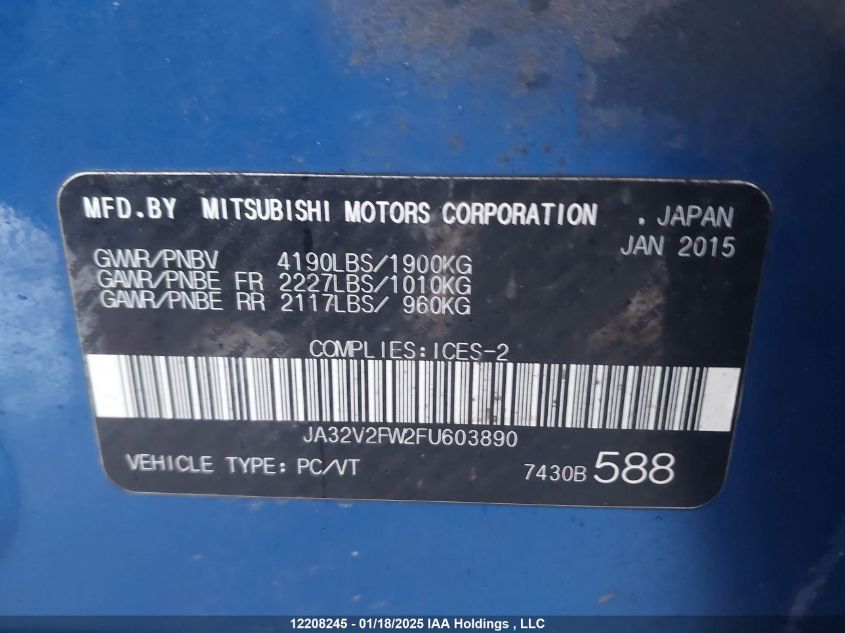 MFD.BY MITSUBISHI MOTORS CORPORATION . JAPAN
JAN 2015
GVWR/PNBV 4190LBS/1900KG
GAWR/PNBE FR 2227LBS/1010KG
GAWR/PNBE RR 2117LBS/ 960KG
COMPLIES:ICES-2
JA32V2FW2FU603890
VEHICLE TYPE: PC/VT 7430B 588
12208245 - 01/18/2025 IAA Holdings , LLC